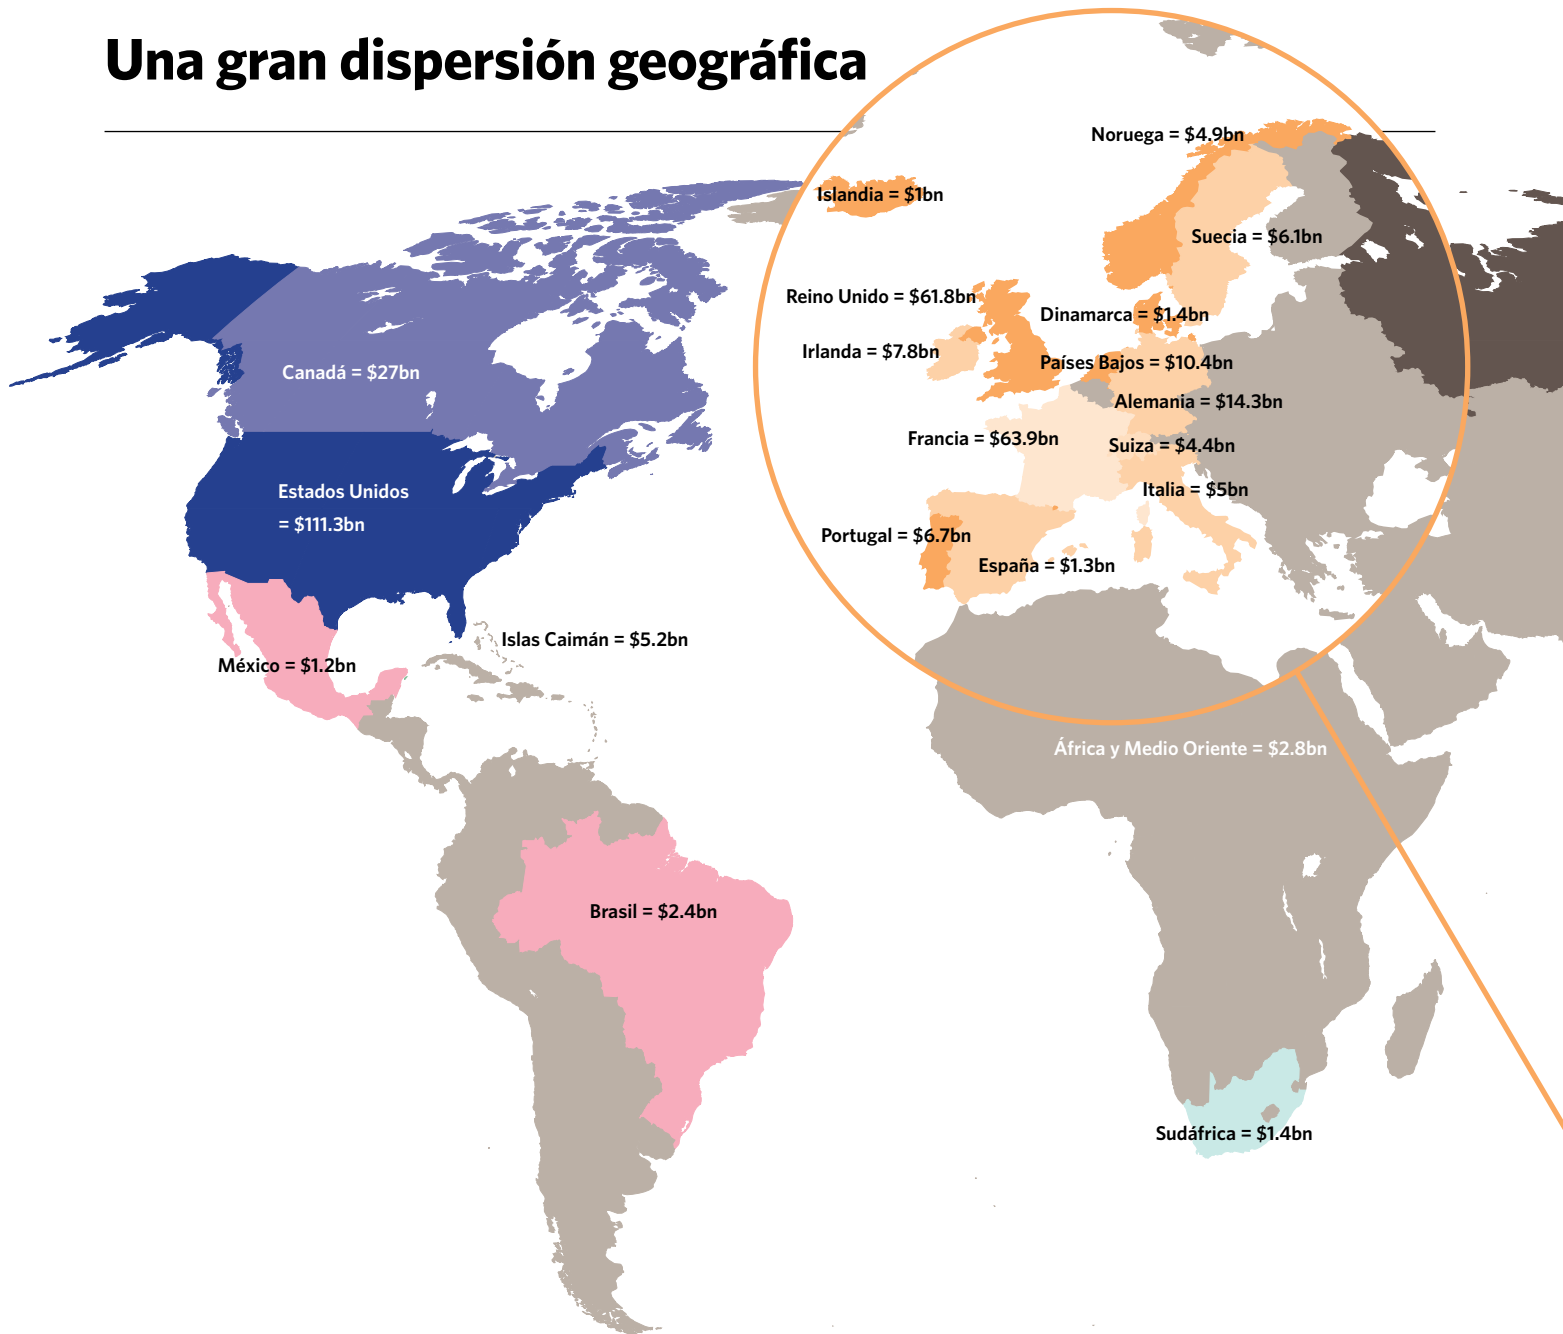 Una gran dispersión geográfica
Noruega = $4.9bn
Islandia = $1bn
Suecia = $6.1bn
Reino Unido = $61.8bn
Dinamarca = $1.4bn
Irlanda = $7.8bn
Países Bajos = $10.4bn
Canadá = $27bn
Alemania = $14.3bn
Francia = $63.9bn
Suiza = $4.4bn
Italia = $5bn
Estados Unidos
= $111.3bn
Portugal = $6.7bn
España = $1.3bn
Islas Caimán = $5.2bn
México = $1.2bn
África y Medio Oriente = $2.8bn
Brasil = $2.4bn
Sudáfrica = $1.4bn